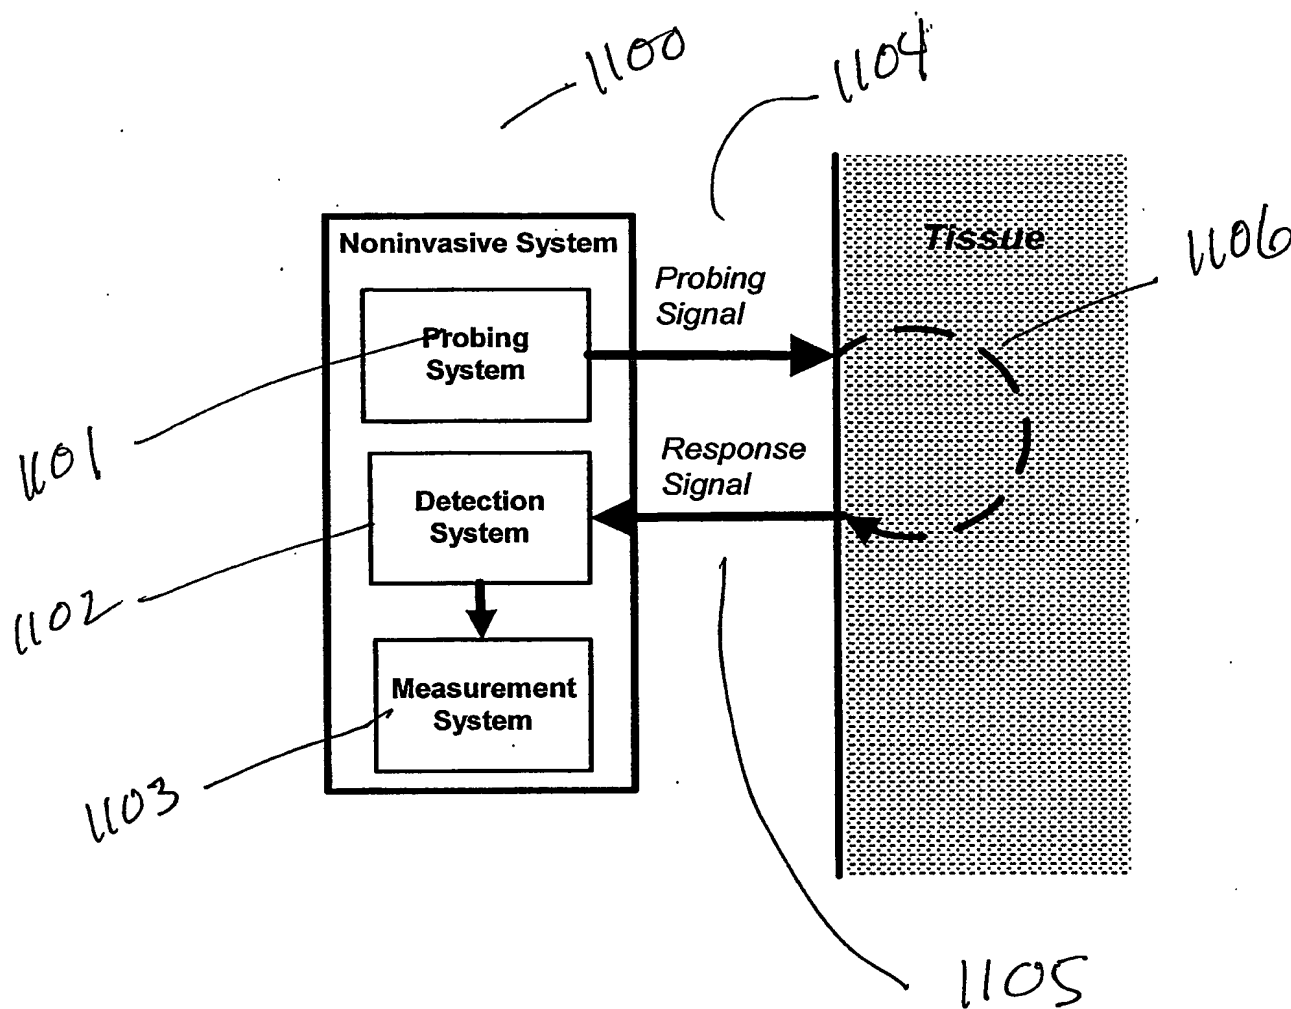 1100
1104
Noninvasive System
Tissue
1106
Probing
Signal
Probing
System
1101
Response
Signal
Detection
System
1102
Measurement
System
1103
1105